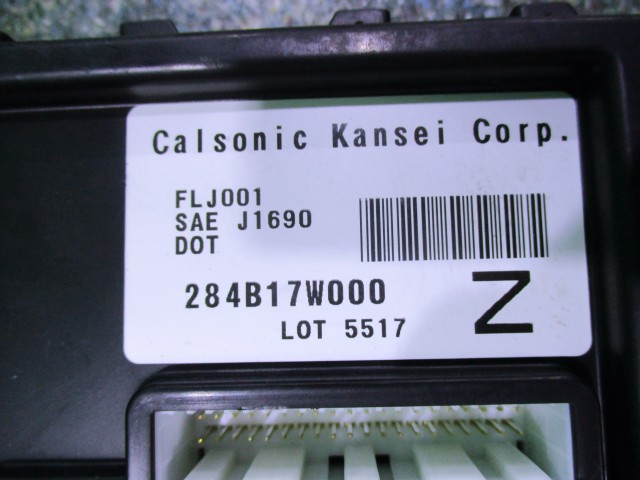 Calsonic Kansei Corp.
FLJ001
SAE J1690
DOT
284B17W000
LOT 5517
Z